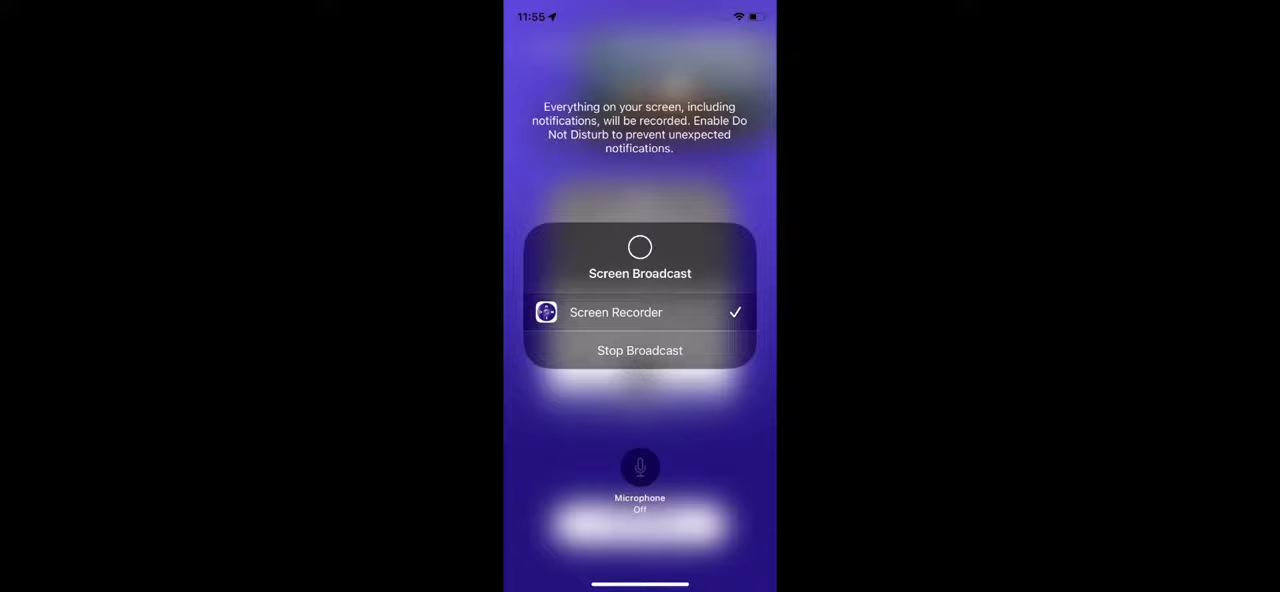 11:55
Everything on your screen, including
notifications, will be recorded. Enable Do
Not Disturb to prevent unexpected
notifications.
Screen Broadcast
Screen Recorder
Stop Broadcast
Microphone
Off